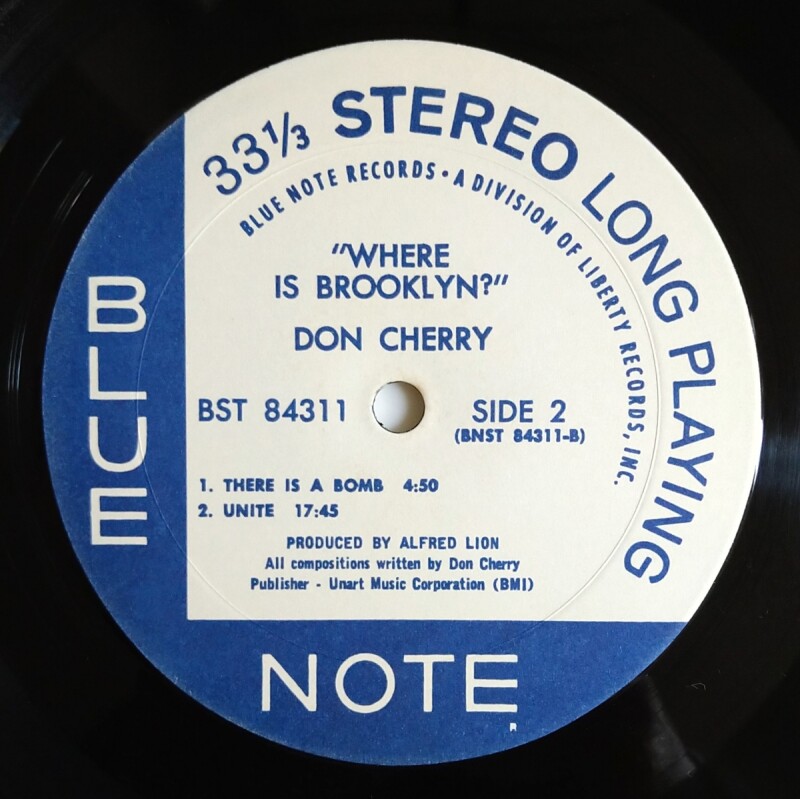 33⅓ STEREO LONG PLAYING
BLUE NOTE RECORDS • A DIVISION OF LIBERTY RECORDS, INC.
"WHERE
IS BROOKLYN?"
DON CHERRY
BST 84311
SIDE 2
(BNST 84311-B)
1. THERE IS A BOMB 4:50
2. UNITE 17:45
PRODUCED BY ALFRED LION
All compositions written by Don Cherry
Publisher - Unart Music Corporation (BMI)
BLUE
NOTE
R